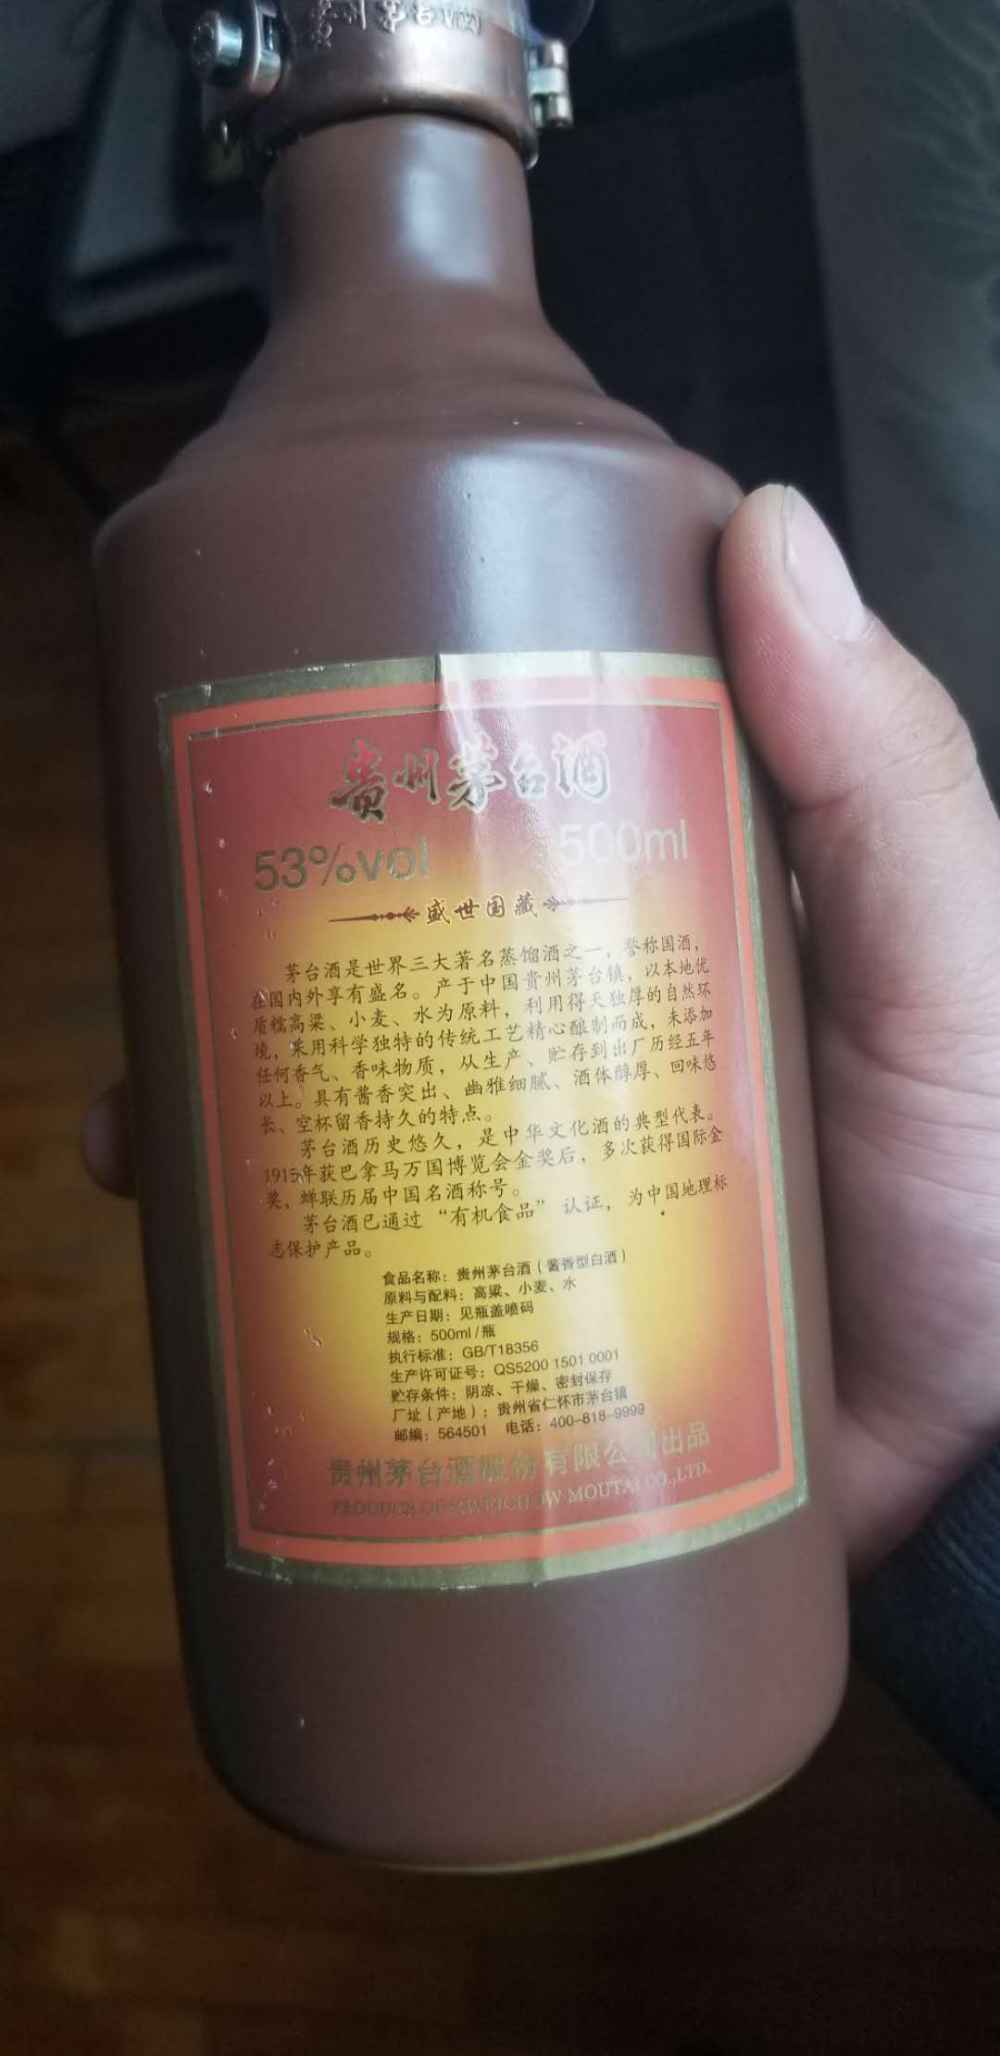 贵州茅台酒
53%vol 500ml
盛世国藏
茅台酒是世界三大著名蒸馏酒之一，誉称国酒，
在国内外享有盛名。产于中国贵州茅台镇，以本地优
质糯高粱、小麦、水为原料，利用得天独厚的自然环
境，采用科学独特的传统工艺精心酿制而成，未添加
任何香气、香味物质，从生产、贮存到出厂历经五年
以上。具有酱香突出、幽雅细腻、酒体醇厚、回味悠
长、空杯留香持久的特点。
茅台酒历史悠久，是中华文化酒的典型代表。
1915年获巴拿马万国博览会金奖后，多次获得国际金
奖，蝉联历届中国名酒称号。
茅台酒已通过“有机食品”认证，为中国地理标
志保护产品。
食品名称：贵州茅台酒（酱香型白酒）
原料与配料：高粱、小麦、水
生产日期：见瓶盖喷码
规格：500ml/瓶
执行标准：GB/T18356
生产许可证号：QS5200 1501 0001
贮存条件：阴凉、干燥、密封保存
厂址（产地）：贵州省仁怀市茅台镇
邮编：564501 电话：400-818-9999
贵州茅台酒股份有限公司出品
MOUTAI CO.,LTD.